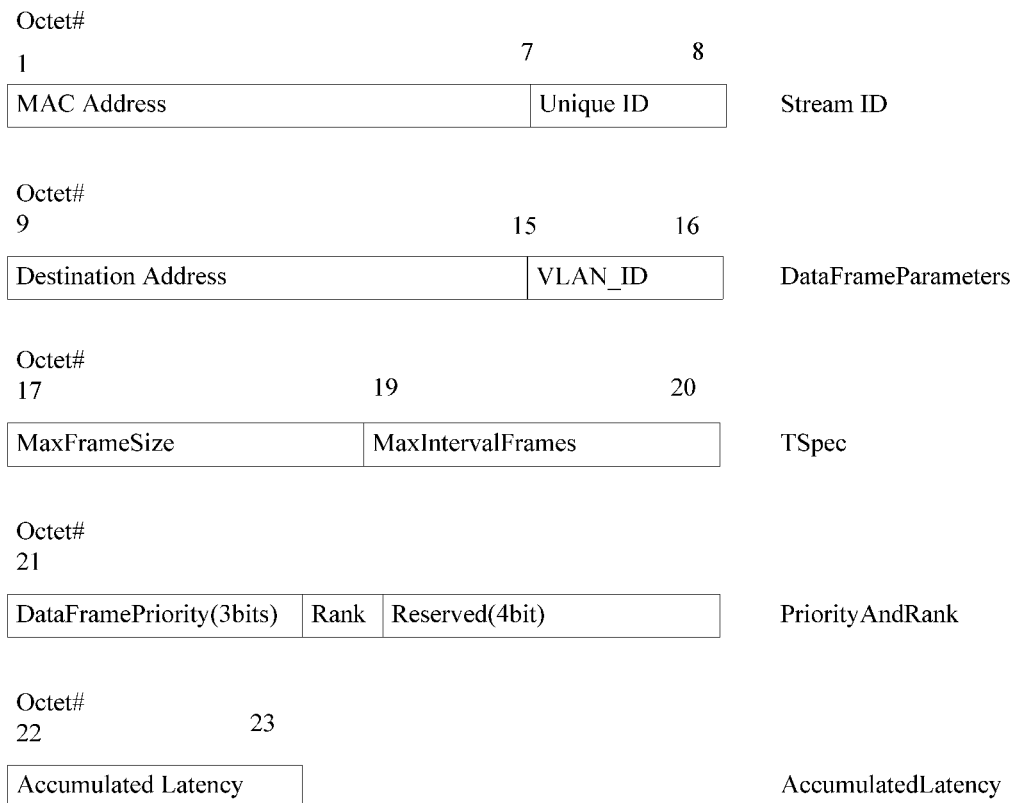 Octet#
1 7 8
MAC Address Unique ID Stream ID
Octet#
9 15 16
Destination Address VLAN_ID DataFrameParameters
Octet#
17 19 20
MaxFrameSize MaxIntervalFrames TSpec
Octet#
21
DataFramePriority(3bits) Rank Reserved(4bit) PriorityAndRank
Octet#
22 23
Accumulated Latency AccumulatedLatency